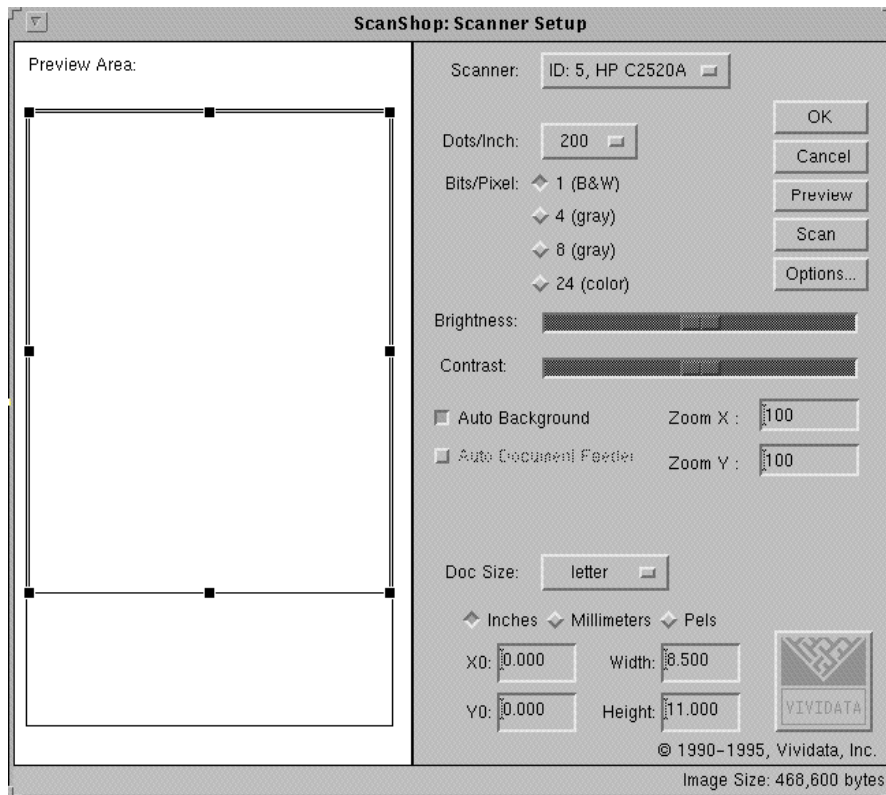 ScanShop: Scanner Setup
Preview Area:
Scanner: ID: 5, HP C2520A
OK
Dots/Inch: 200
Cancel
Bits/Pixel: 1 (B&W)
Preview
4 (gray)
Scan
8 (gray)
Options...
24 (color)
Brightness:
Contrast:
Auto Background Zoom X : 100
Auto Document Feeder Zoom Y : 100
Doc Size: letter
Inches Millimeters Pels
X0: 0.000 Width: 8.500
Y0: 0.000 Height: 11.000
VIVIDATA
© 1990-1995, Vividata, Inc.
Image Size: 468,600 bytes